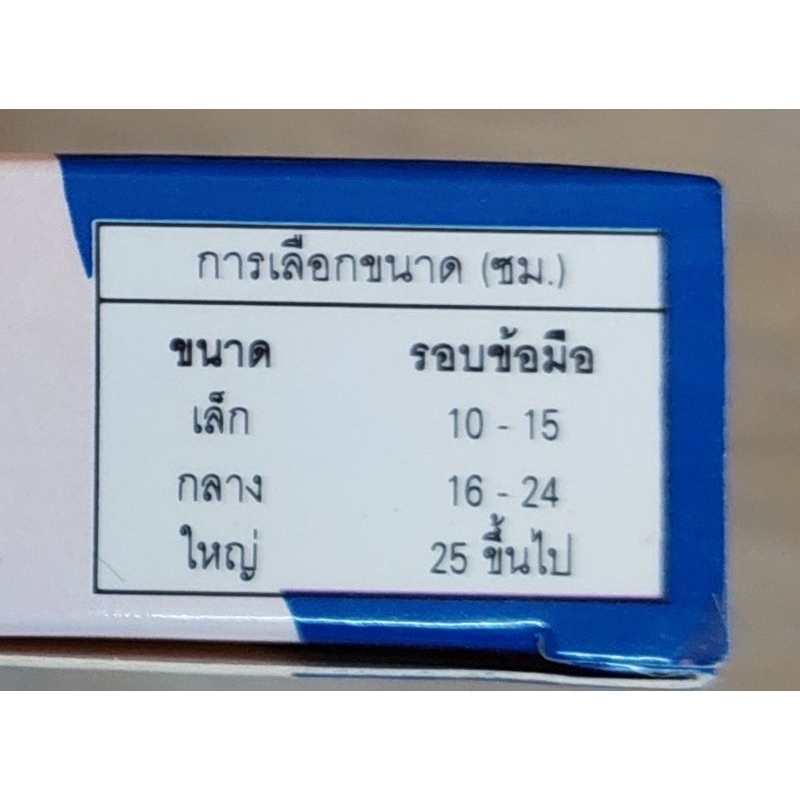 การเลือกขนาด (ซม.)
ขนาด รอบข้อมือ
เล็ก 10 - 15
กลาง 16 - 24
ใหญ่ 25 ขึ้นไป